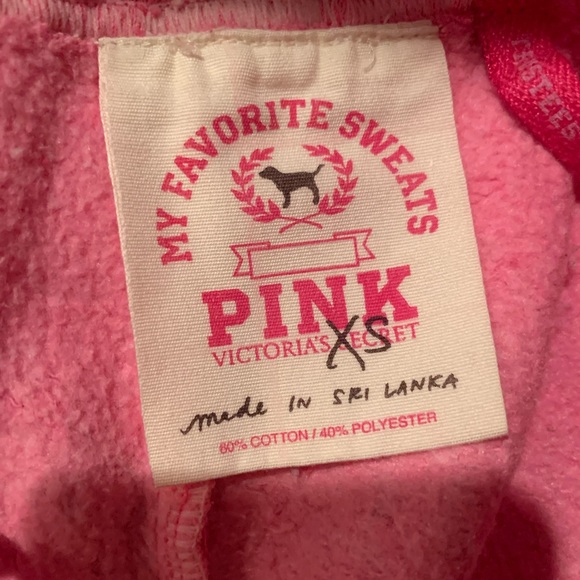 MY FAVORITE SWEATS
PINK
VICTORIA'S SECRET
XS
made IN SRI LANKA
60% COTTON / 40% POLYESTER